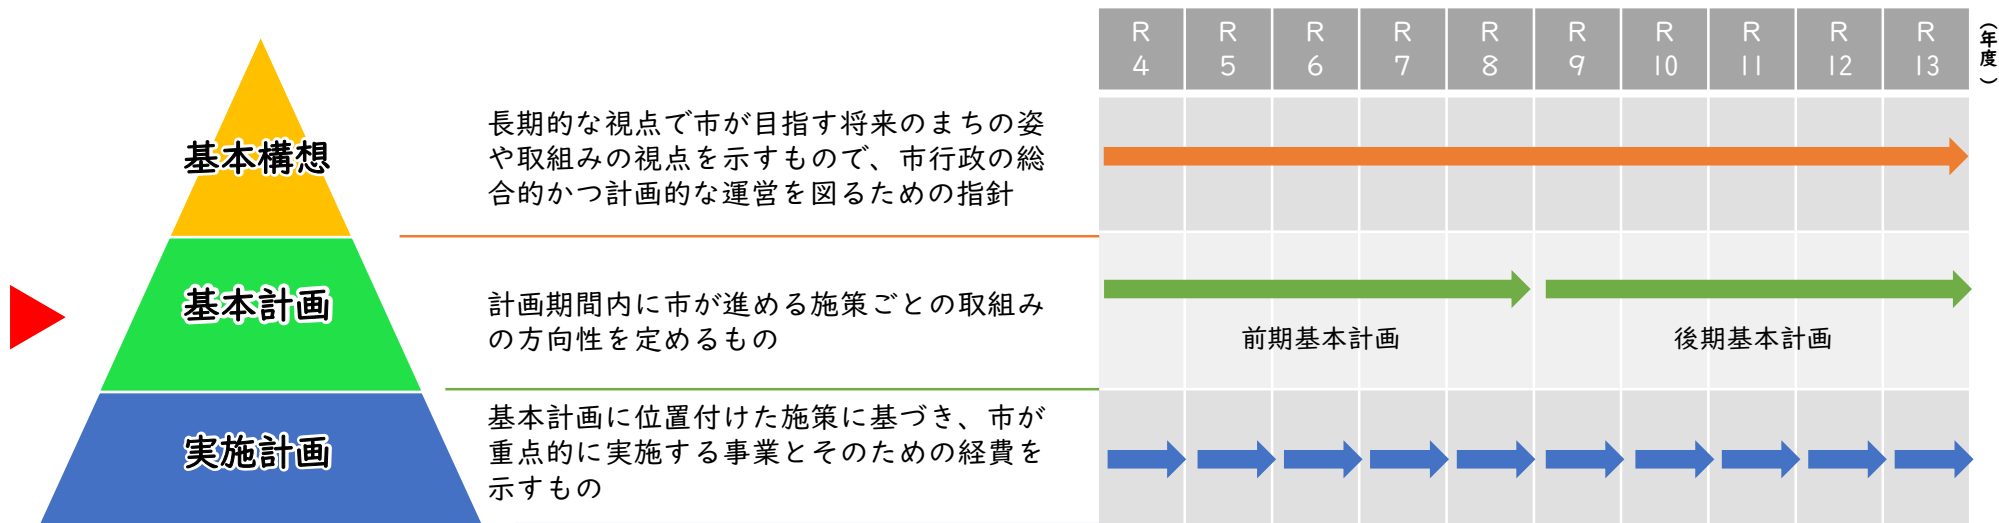 R R R R R R R R R R
4 5 6 7 8 9 10 11 12 13
（年度）
基本構想
長期的な視点で市が目指す将来のまちの姿
や取組みの視点を示すもので、市行政の総
合的かつ計画的な運営を図るための指針
基本計画
計画期間内に市が進める施策ごとの取組み
の方向性を定めるもの
前期基本計画
後期基本計画
実施計画
基本計画に位置付けた施策に基づき、市が
重点的に実施する事業とそのための経費を
示すもの